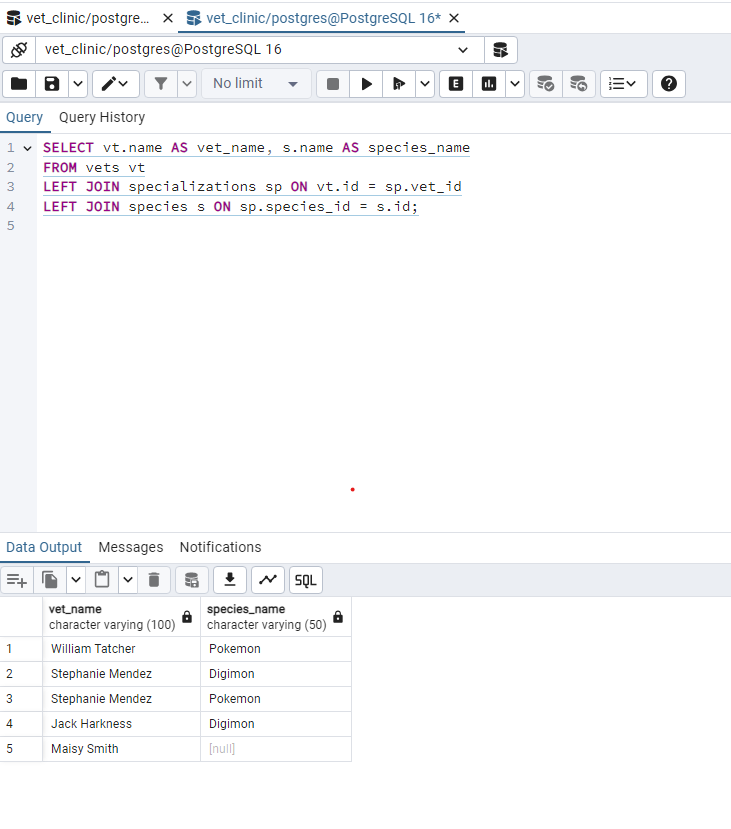 vet_clinic/postgre... vet_clinic/postgres@PostgreSQL 16*
vet_clinic/postgres@PostgreSQL 16
No limit E
Query Query History
1 SELECT vt.name AS vet_name, s.name AS species_name
2 FROM vets vt
3 LEFT JOIN specializations sp ON vt.id = sp.vet_id
4 LEFT JOIN species s ON sp.species_id = s.id;
5
Data Output Messages Notifications
SQL
vet_name species_name
character varying (100) character varying (50)
1 William Tatcher Pokemon
2 Stephanie Mendez Digimon
3 Stephanie Mendez Pokemon
4 Jack Harkness Digimon
5 Maisy Smith [null]